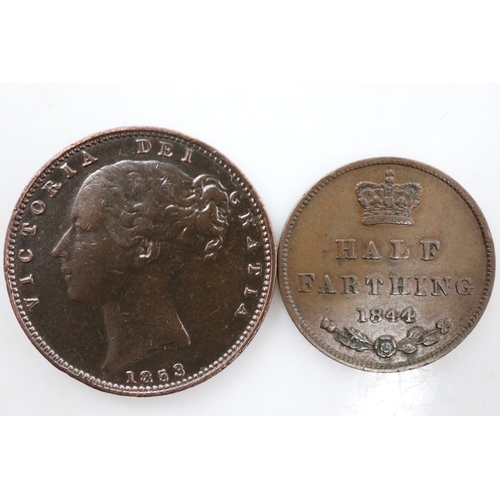 VICTORIA DEI GRATIA
1853
HALF
FARTHING
1844